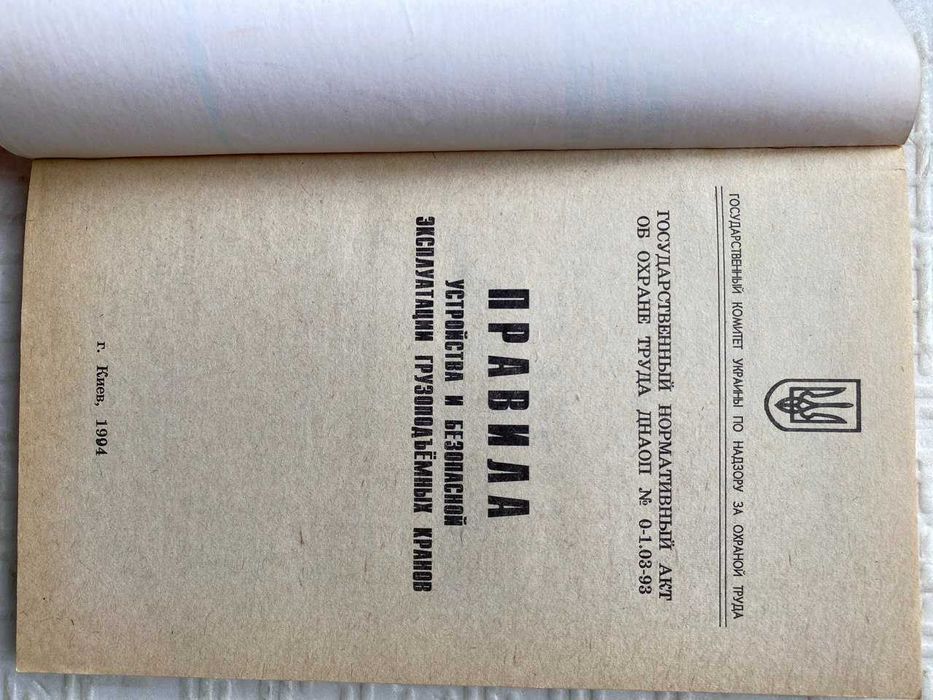 ГОСУДАРСТВЕННЫЙ КОМИТЕТ УКРАИНЫ ПО НАДЗОРУ ЗА ОХРАНОЙ ТРУДА
ГОСУДАРСТВЕННЫЙ НОРМАТИВНЫЙ АКТ
ОБ ОХРАНЕ ТРУДА ДНАОП № 0-1.03-93
ПРАВИЛА
УСТРОЙСТВА И БЕЗОПАСНОЙ
ЭКСПЛУАТАЦИИ ГРУЗОПОДЪЁМНЫХ КРАНОВ
г. Киев, 1994